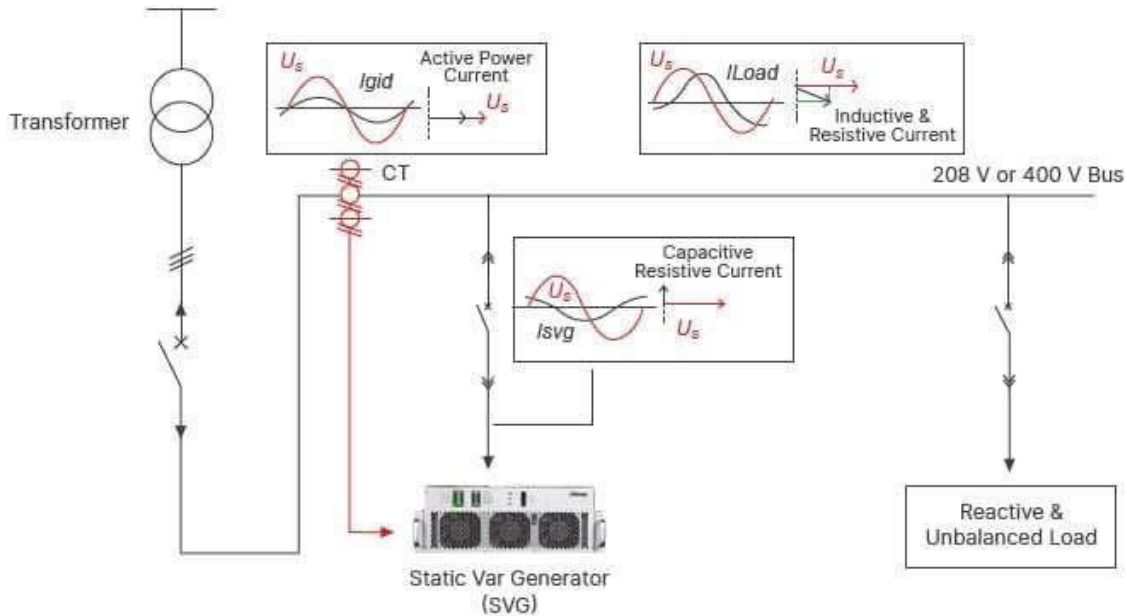 Transformer
Us
Igid
Active Power
Current
Us
Us
ILoad
Us
Inductive &
Resistive Current
CT
208 V or 400 V Bus
Capacitive
Resistive Current
Us
Isvg
Us
Static Var Generator
(SVG)
Reactive &
Unbalanced Load